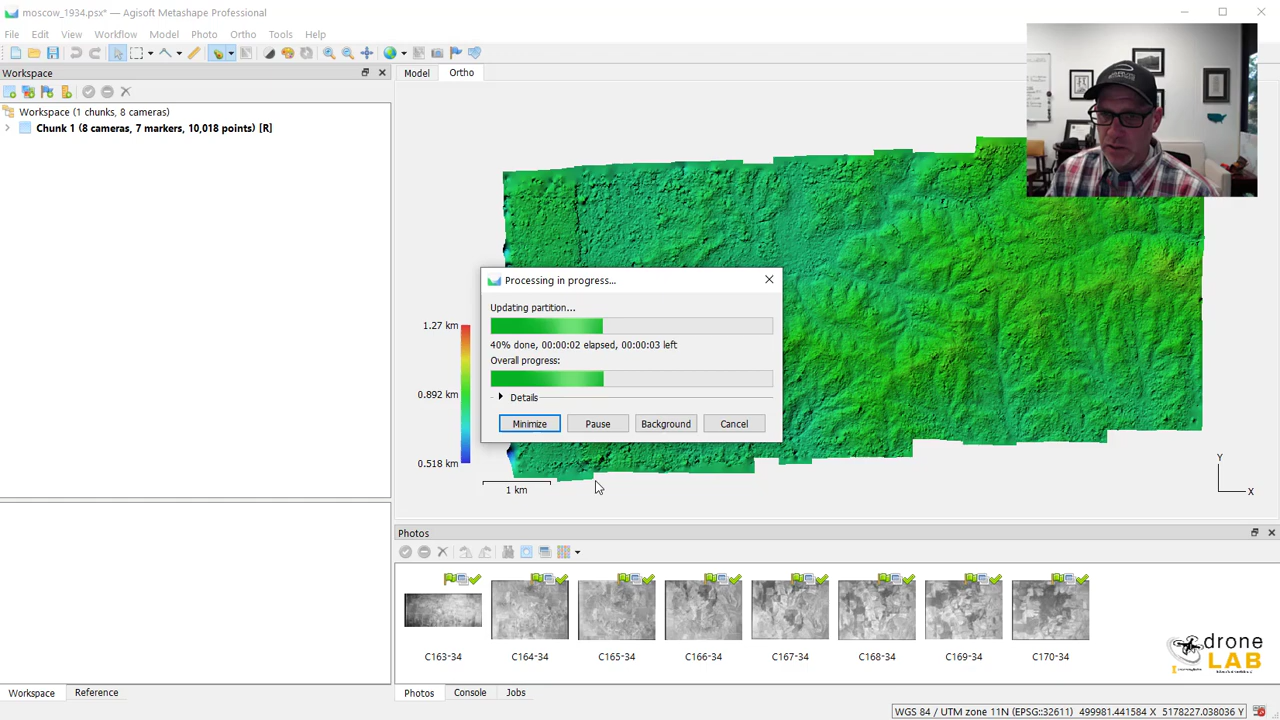 moscow_1934.psx* — Agisoft Metashape Professional
File Edit View Workflow Model Photo Ortho Tools Help
Workspace
Model Ortho
Workspace (1 chunks, 8 cameras)
Chunk 1 (8 cameras, 7 markers, 10,018 points) [R]
Processing in progress...
Updating partition...
40% done, 00:00:02 elapsed, 00:00:03 left
Overall progress:
Details
Minimize Pause Background Cancel
1.27 km
0.892 km
0.518 km
1 km
Y
X
Photos
C163-34 C164-34 C165-34 C166-34 C167-34 C168-34 C169-34 C170-34
drone
LAB
Workspace Reference
Photos Console Jobs
WGS 84 / UTM zone 11N (EPSG::32611) 499981.441584 X 5178227.038036 Y